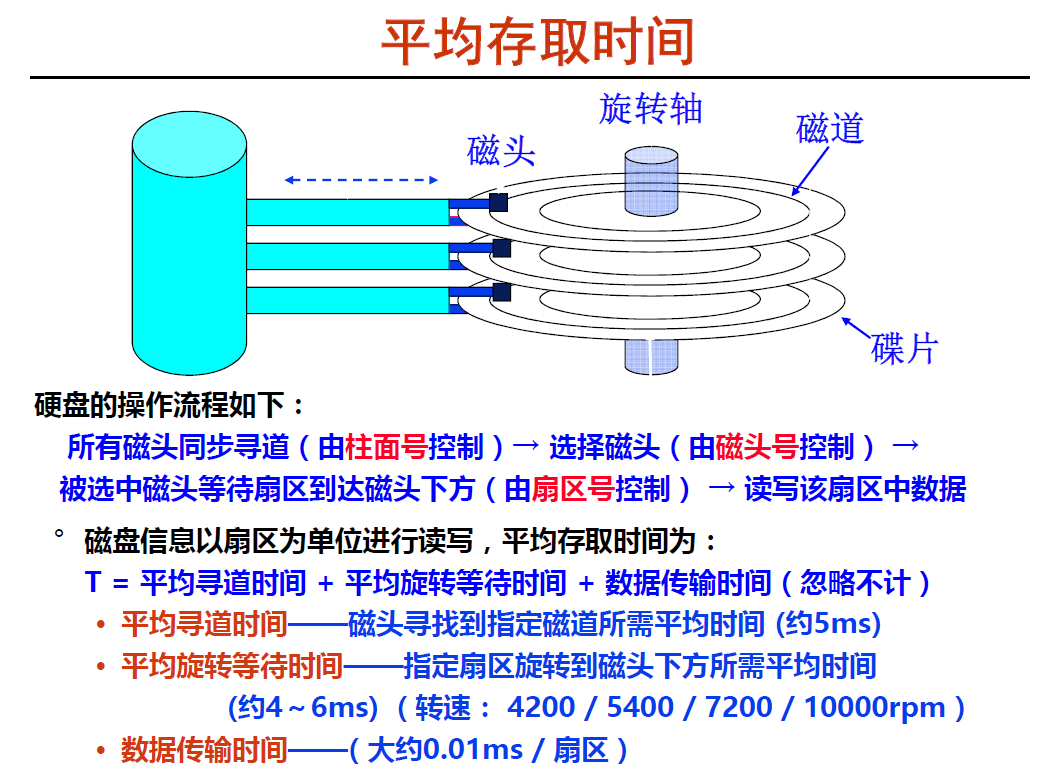 平均存取时间
旋转轴
磁道
磁头
碟片
硬盘的操作流程如下：
所有磁头同步寻道（由柱面号控制）→ 选择磁头（由磁头号控制） →
被选中磁头等待扇区到达磁头下方（由扇区号控制） → 读写该扇区中数据
° 磁盘信息以扇区为单位进行读写，平均存取时间为：
T = 平均寻道时间 + 平均旋转等待时间 + 数据传输时间（忽略不计）
• 平均寻道时间——磁头寻找到指定磁道所需平均时间 (约5ms)
• 平均旋转等待时间——指定扇区旋转到磁头下方所需平均时间
(约4～6ms) （转速： 4200 / 5400 / 7200 / 10000rpm）
• 数据传输时间——（大约0.01ms / 扇区）